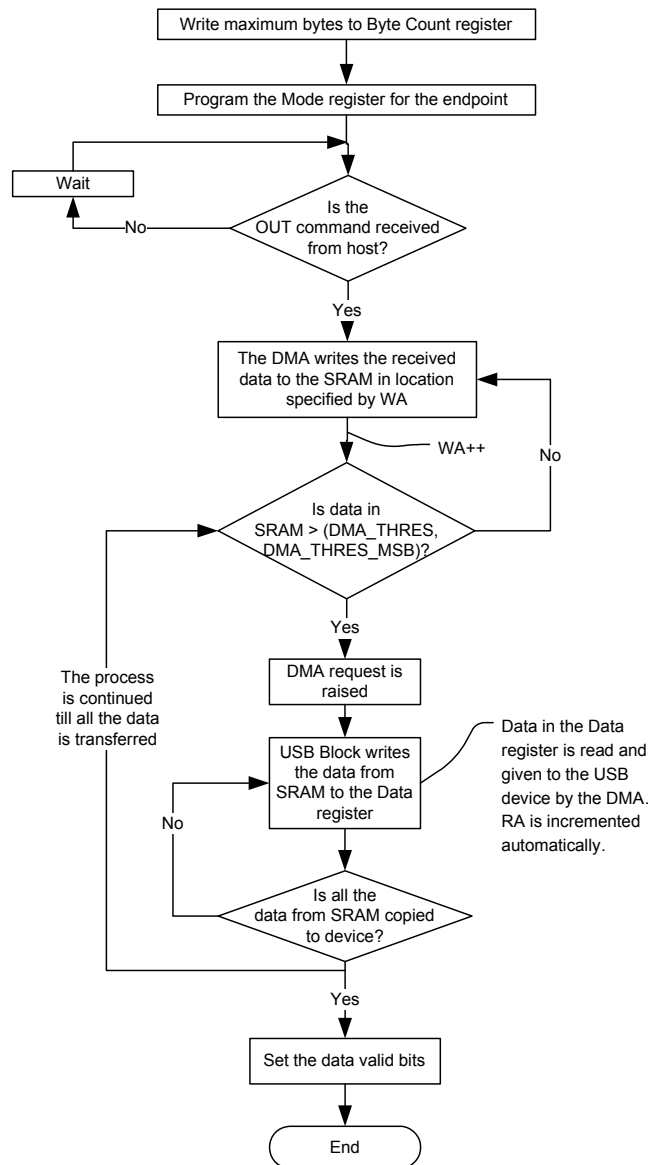 Write maximum bytes to Byte Count register
Program the Mode register for the endpoint
Wait
No
Is the
OUT command received
from host?
Yes
The DMA writes the received
data to the SRAM in location
specified by WA
WA++
No
Is data in
SRAM > (DMA_THRES,
DMA_THRES_MSB)?
Yes
The process
is continued
till all the data
is transferred
DMA request is
raised
USB Block writes
the data from
SRAM to the Data
register
Data in the Data
register is read and
given to the USB
device by the DMA.
RA is incremented
automatically.
No
Is all the
data from SRAM copied
to device?
Yes
Set the data valid bits
End